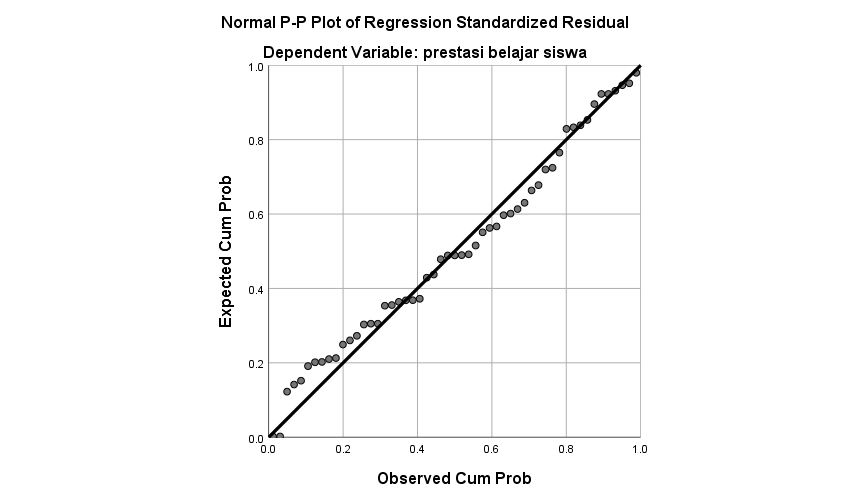 Normal P-P Plot of Regression Standardized Residual
Dependent Variable: prestasi belajar siswa
1.0
0.8
0.6
0.4
0.2
0.0
Expected Cum Prob
0.0 0.2 0.4 0.6 0.8 1.0
Observed Cum Prob